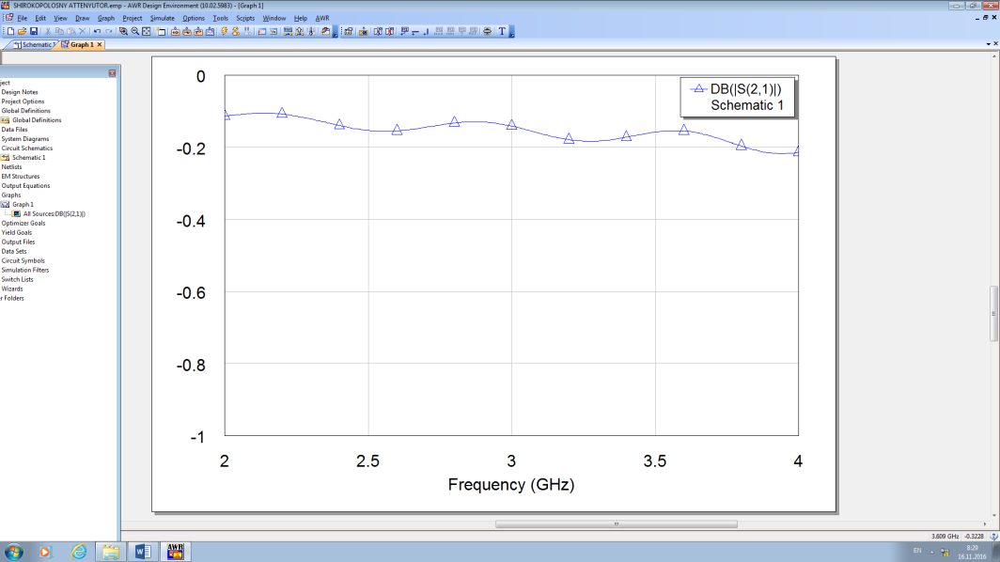 SHIROKOPOLOSNY ATTENYUTOR.emp - AWR Design Environment (10.02.5983) - [Graph 1]
File Edit View Draw Graph Project Simulate Options Tools Scripts Window Help AWR
Schematic Graph 1
ject
Design Notes
Project Options
Global Definitions
Global Definitions
Data Files
System Diagrams
Circuit Schematics
Schematic 1
Netlists
EM Structures
Output Equations
Graphs
Graph 1
All Sources:DB(|S(2,1)|)
Optimizer Goals
Yield Goals
Output Files
Data Sets
Circuit Symbols
Simulation Filters
Switch Lists
Wizards
r Folders
DB(|S(2,1)|)
Schematic 1
0
-0.2
-0.4
-0.6
-0.8
-1
2 2.5 3 3.5 4
Frequency (GHz)
3.609 GHz -0.3228
EN 8:29
16.11.2016